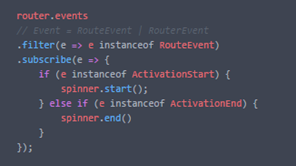 router.events
// Event = RouteEvent | RouterEvent
.filter(e => e instanceof RouteEvent)
.subscribe(e => {
if (e instanceof ActivationStart) {
spinner.start();
} else if (e instanceof ActivationEnd) {
spinner.end()
}
});